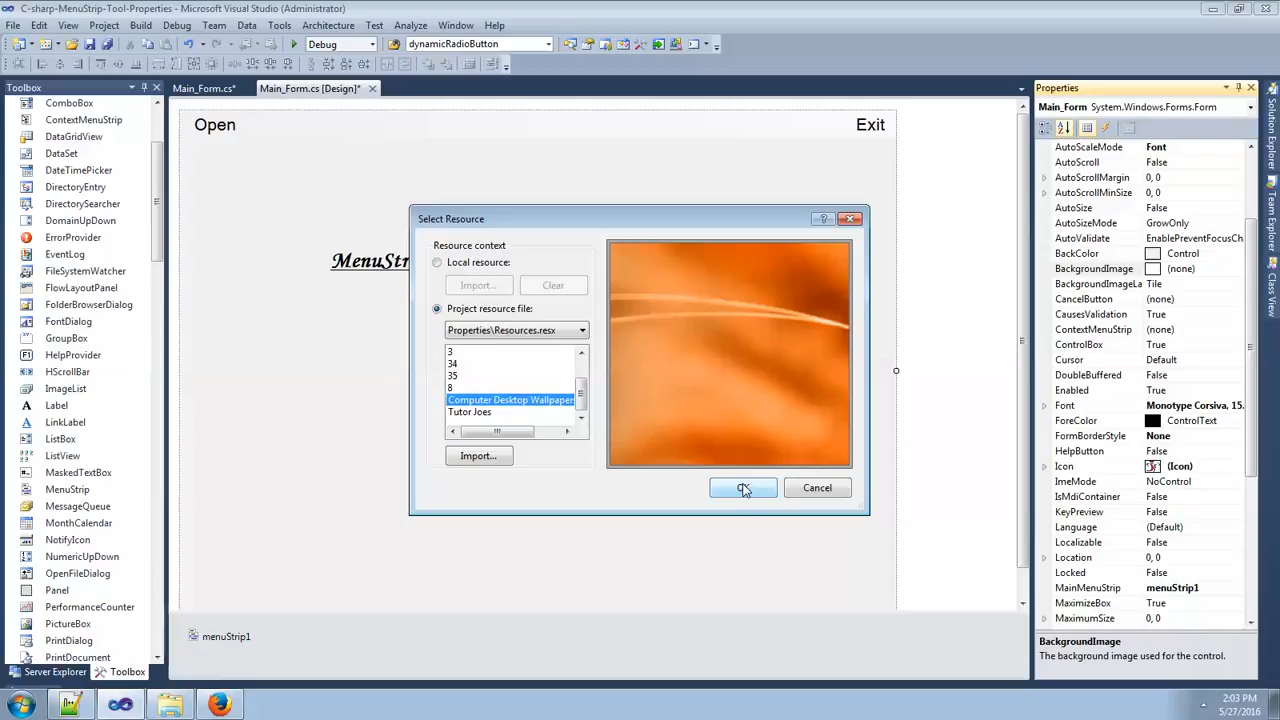 C-sharp-MenuStrip-Tool-Properties - Microsoft Visual Studio (Administrator)
File Edit View Project Build Debug Team Data Tools Architecture Test Analyze Window Help
Debug dynamicRadioButton
Toolbox
Main_Form.cs* Main_Form.cs [Design]*
Properties
ComboBox
ContextMenuStrip
DataGridView
DataSet
DateTimePicker
DirectoryEntry
DirectorySearcher
DomainUpDown
ErrorProvider
EventLog
FileSystemWatcher
FlowLayoutPanel
FolderBrowserDialog
FontDialog
GroupBox
HelpProvider
HScrollBar
ImageList
Label
LinkLabel
ListBox
ListView
MaskedTextBox
MenuStrip
MessageQueue
MonthCalendar
NotifyIcon
NumericUpDown
OpenFileDialog
Panel
PerformanceCounter
PictureBox
PrintDialog
PrintDocument
Server Explorer Toolbox
Open Exit
MenuStr
Select Resource
Resource context
Local resource:
Import... Clear
Project resource file:
Properties\Resources.resx
3
34
35
8
Computer Desktop Wallpapers
Tutor Joes
Import...
OK Cancel
menuStrip1
Main_Form System.Windows.Forms.Form
AutoScaleMode Font
AutoScroll False
AutoScrollMargin 0, 0
AutoScrollMinSize 0, 0
AutoSize False
AutoSizeMode GrowOnly
AutoValidate EnablePreventFocusCh
BackColor Control
BackgroundImage (none)
BackgroundImageLa Tile
CancelButton (none)
CausesValidation True
ContextMenuStrip (none)
ControlBox True
Cursor Default
DoubleBuffered False
Enabled True
Font Monotype Corsiva, 15.
ForeColor ControlText
FormBorderStyle None
HelpButton False
Icon (Icon)
ImeMode NoControl
IsMdiContainer False
KeyPreview False
Language (Default)
Localizable False
Location 0, 0
Locked False
MainMenuStrip menuStrip1
MaximizeBox True
MaximumSize 0, 0
BackgroundImage
The background image used for the control.
Solution Explorer
Team Explorer
Class View
2:03 PM
5/27/2016